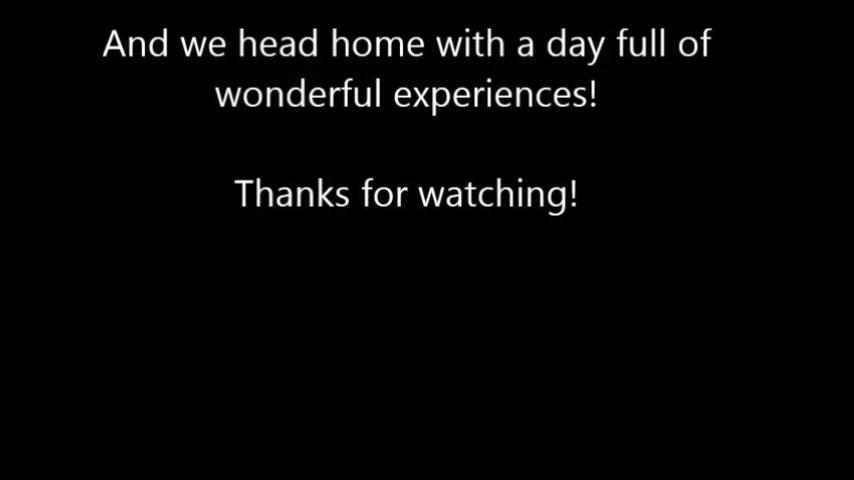 And we head home with a day full of
wonderful experiences!
Thanks for watching!